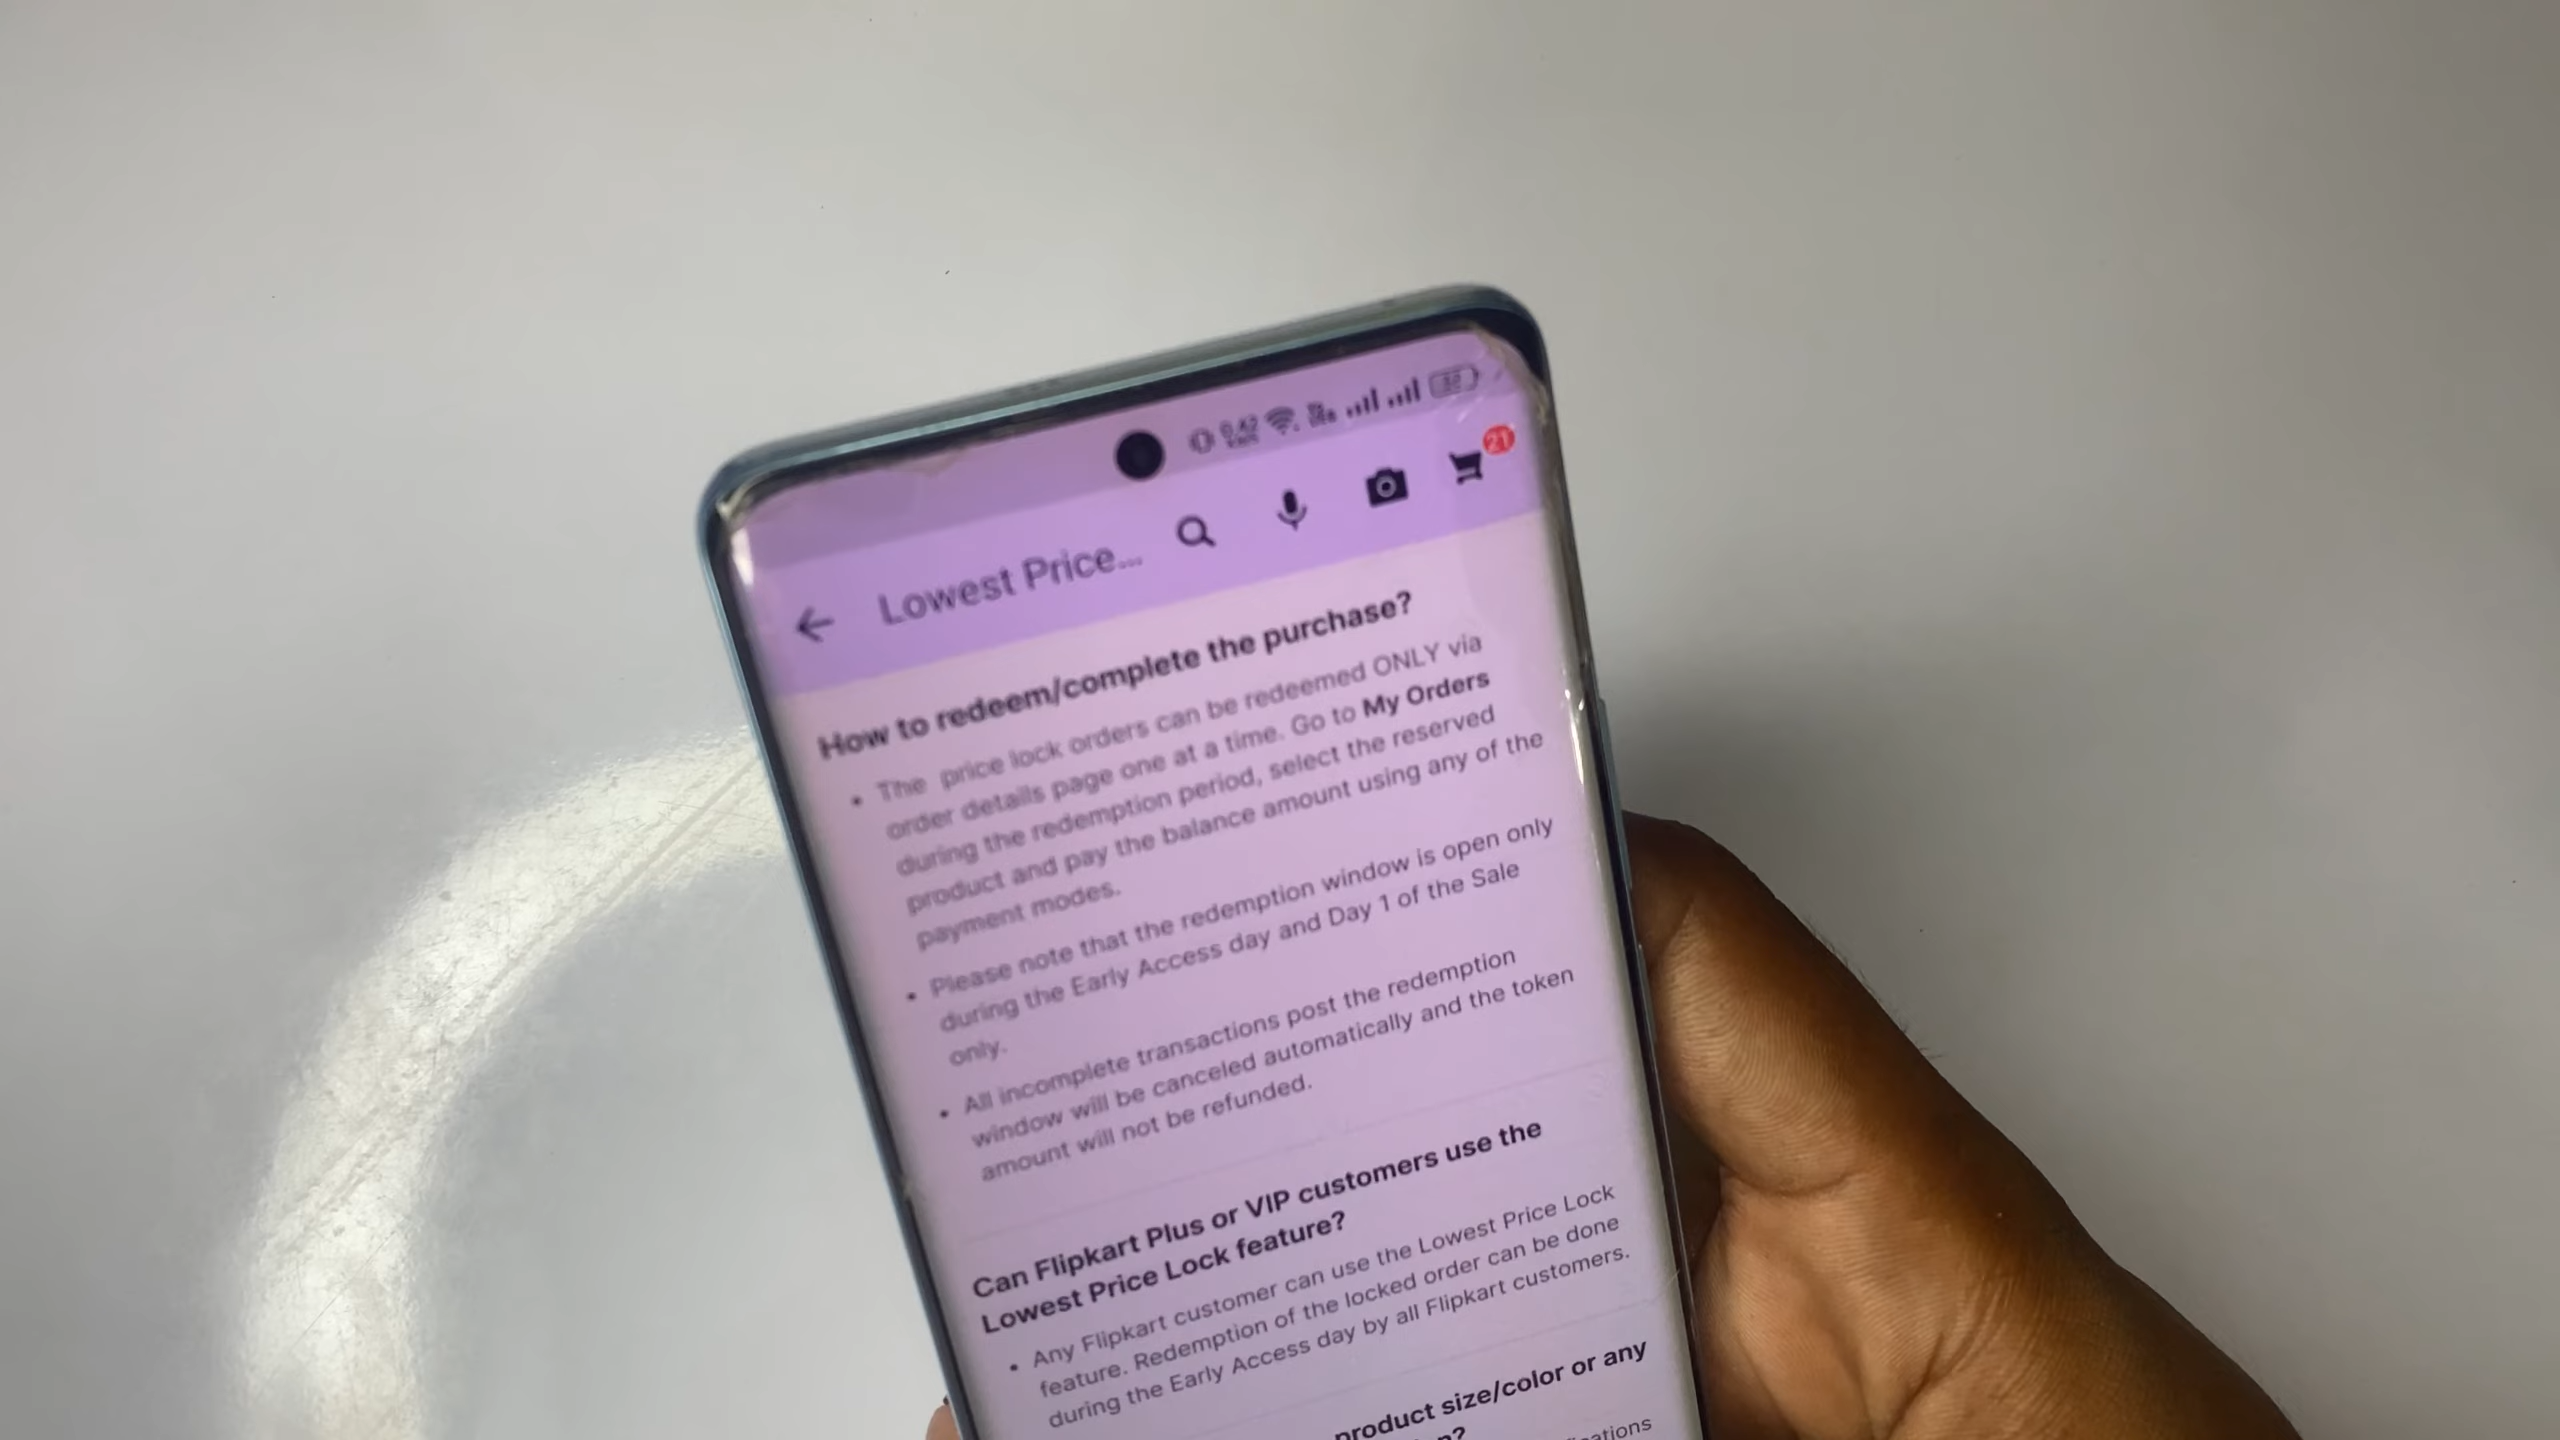 0.42
21
Lowest Price...
How to redeem/complete the purchase?
• The price lock orders can be redeemed ONLY via
order details page one at a time. Go to My Orders
during the redemption period, select the reserved
product and pay the balance amount using any of the
payment modes.
• Please note that the redemption window is open only
during the Early Access day and Day 1 of the Sale
only.
• All incomplete transactions post the redemption
window will be canceled automatically and the token
amount will not be refunded.
Can Flipkart Plus or VIP customers use the
Lowest Price Lock feature?
• Any Flipkart customer can use the Lowest Price Lock
feature. Redemption of the locked order can be done
during the Early Access day by all Flipkart customers.
product size/color or any